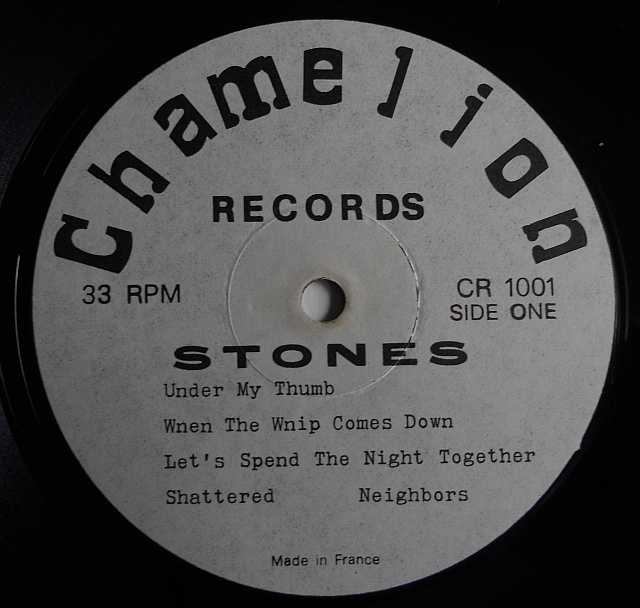 Chamelion
RECORDS
33 RPM
CR 1001
SIDE ONE
STONES
Under My Thumb
Wnen The Wnip Comes Down
Let's Spend The Night Together
Shattered Neighbors
Made in France